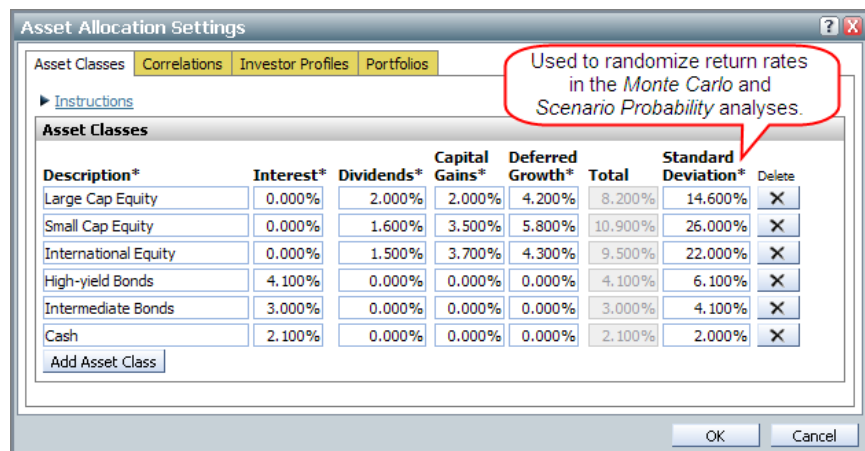 Asset Allocation Settings
Asset Classes Correlations Investor Profiles Portfolios
Used to randomize return rates
in the Monte Carlo and
Scenario Probability analyses.
Instructions
Asset Classes
Description* Interest* Dividends* Capital Gains* Deferred Growth* Total Standard Deviation* Delete
Large Cap Equity 0.000% 2.000% 2.000% 4.200% 8.200% 14.600%
Small Cap Equity 0.000% 1.600% 3.500% 5.800% 10.900% 26.000%
International Equity 0.000% 1.500% 3.700% 4.300% 9.500% 22.000%
High-yield Bonds 4.100% 0.000% 0.000% 0.000% 4.100% 6.100%
Intermediate Bonds 3.000% 0.000% 0.000% 0.000% 3.000% 4.100%
Cash 2.100% 0.000% 0.000% 0.000% 2.100% 2.000%
Add Asset Class
OK Cancel